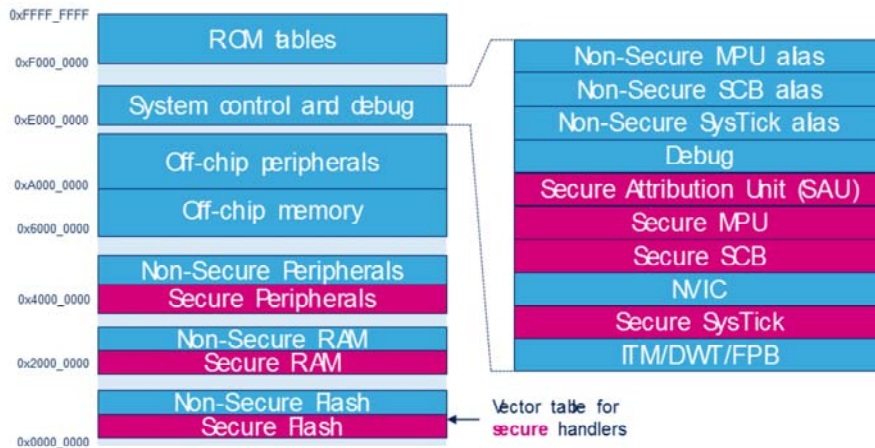 0xFFFF_FFFF
ROM tables
0xF000_0000
System control and debug
0xE000_0000
Off-chip peripherals
0xA000_0000
Off-chip memory
0x6000_0000
Non-Secure Peripherals
Secure Peripherals
0x4000_0000
Non-Secure RAM
Secure RAM
0x2000_0000
Non-Secure Flash
Secure Flash
0x0000_0000
Non-Secure MPU alas
Non-Secure SCB alas
Non-Secure SysTick alas
Debug
Secure Attribution Unit (SAU)
Secure MPU
Secure SCB
NVIC
Secure SysTick
ITM/DWT/FPB
Vector table for
secure handlers